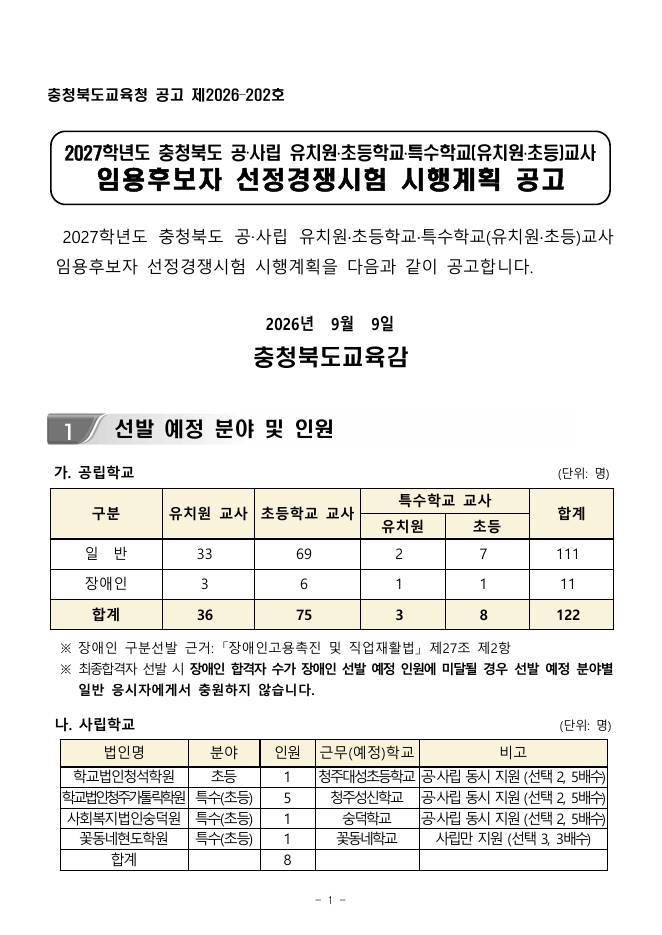 충청북도교육청 공고 제2026-202호
2027학년도 충청북도 공·사립 유치원·초등학교·특수학교(유치원·초등)교사
임용후보자 선정경쟁시험 시행계획 공고
2027학년도 충청북도 공·사립 유치원·초등학교·특수학교(유치원·초등)교사
임용후보자 선정경쟁시험 시행계획을 다음과 같이 공고합니다.
2026년 9월 9일
충청북도교육감
1 선발 예정 분야 및 인원
가. 공립학교 (단위: 명)
구분 유치원 교사 초등학교 교사 특수학교 교사 합계
유치원 초등
일 반 33 69 2 7 111
장애인 3 6 1 1 11
합계 36 75 3 8 122
※ 장애인 구분선발 근거:「장애인고용촉진 및 직업재활법」제27조 제2항
※ 최종합격자 선발 시 장애인 합격자 수가 장애인 선발 예정 인원에 미달될 경우 선발 예정 분야별
일반 응시자에게서 충원하지 않습니다.
나. 사립학교 (단위: 명)
법인명 분야 인원 근무(예정)학교 비고
학교법인청석학원 초등 1 청주대성초등학교 공·사립 동시 지원 (선택 2, 5배수)
학교법인청주가톨릭학원 특수(초등) 5 청주성신학교 공·사립 동시 지원 (선택 2, 5배수)
사회복지법인숭덕원 특수(초등) 1 숭덕학교 공·사립 동시 지원 (선택 2, 5배수)
꽃동네현도학원 특수(초등) 1 꽃동네학교 사립만 지원 (선택 3, 3배수)
합계 8
- 1 -